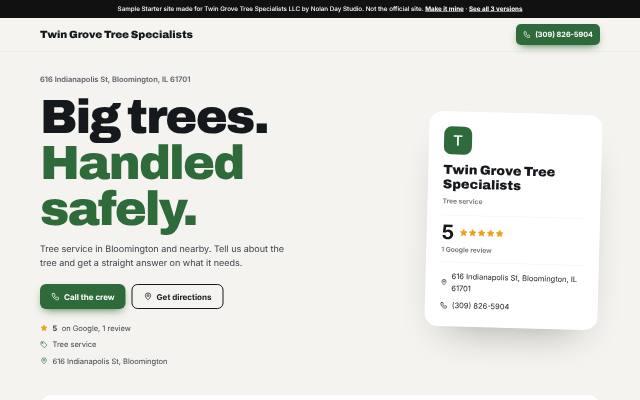 Sample Starter site made for Twin Grove Tree Specialists LLC by Nolan Day Studio. Not the official site. Make it mine · See all 3 versions
Twin Grove Tree Specialists
(309) 826-5904
616 Indianapolis St, Bloomington, IL 61701
Big trees.
Handled
safely.
Tree service in Bloomington and nearby. Tell us about the
tree and get a straight answer on what it needs.
Call the crew
Get directions
5 on Google, 1 review
Tree service
616 Indianapolis St, Bloomington
T
Twin Grove Tree
Specialists
Tree service
5
1 Google review
616 Indianapolis St, Bloomington, IL
61701
(309) 826-5904